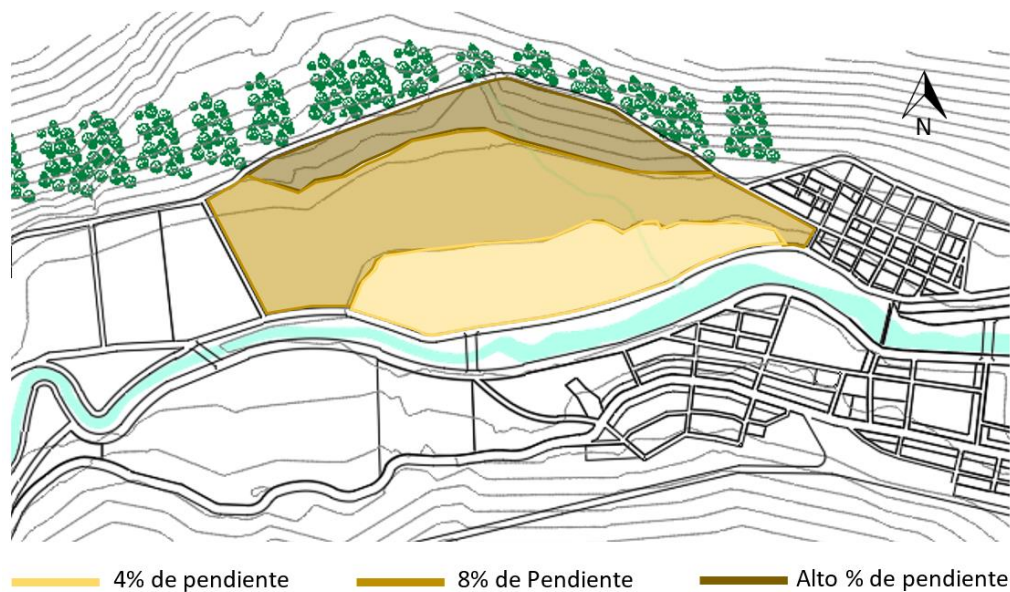 N
4% de pendiente
8% de Pendiente
Alto % de pendiente